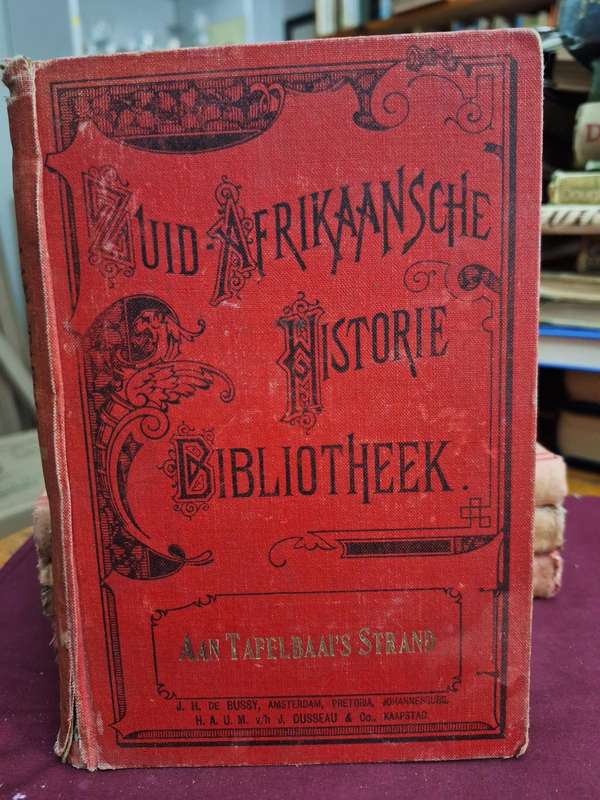 ZUID-AFRIKAANSCHE
HISTORIE
BIBLIOTHEEK.
AAN TAFELBAAI'S STRAND
J. H. DE BUSSY, AMSTERDAM, PRETORIA, JOHANNESBURG.
H. A. U. M. v/h J. DUSSEAU & Co., KAAPSTAD.